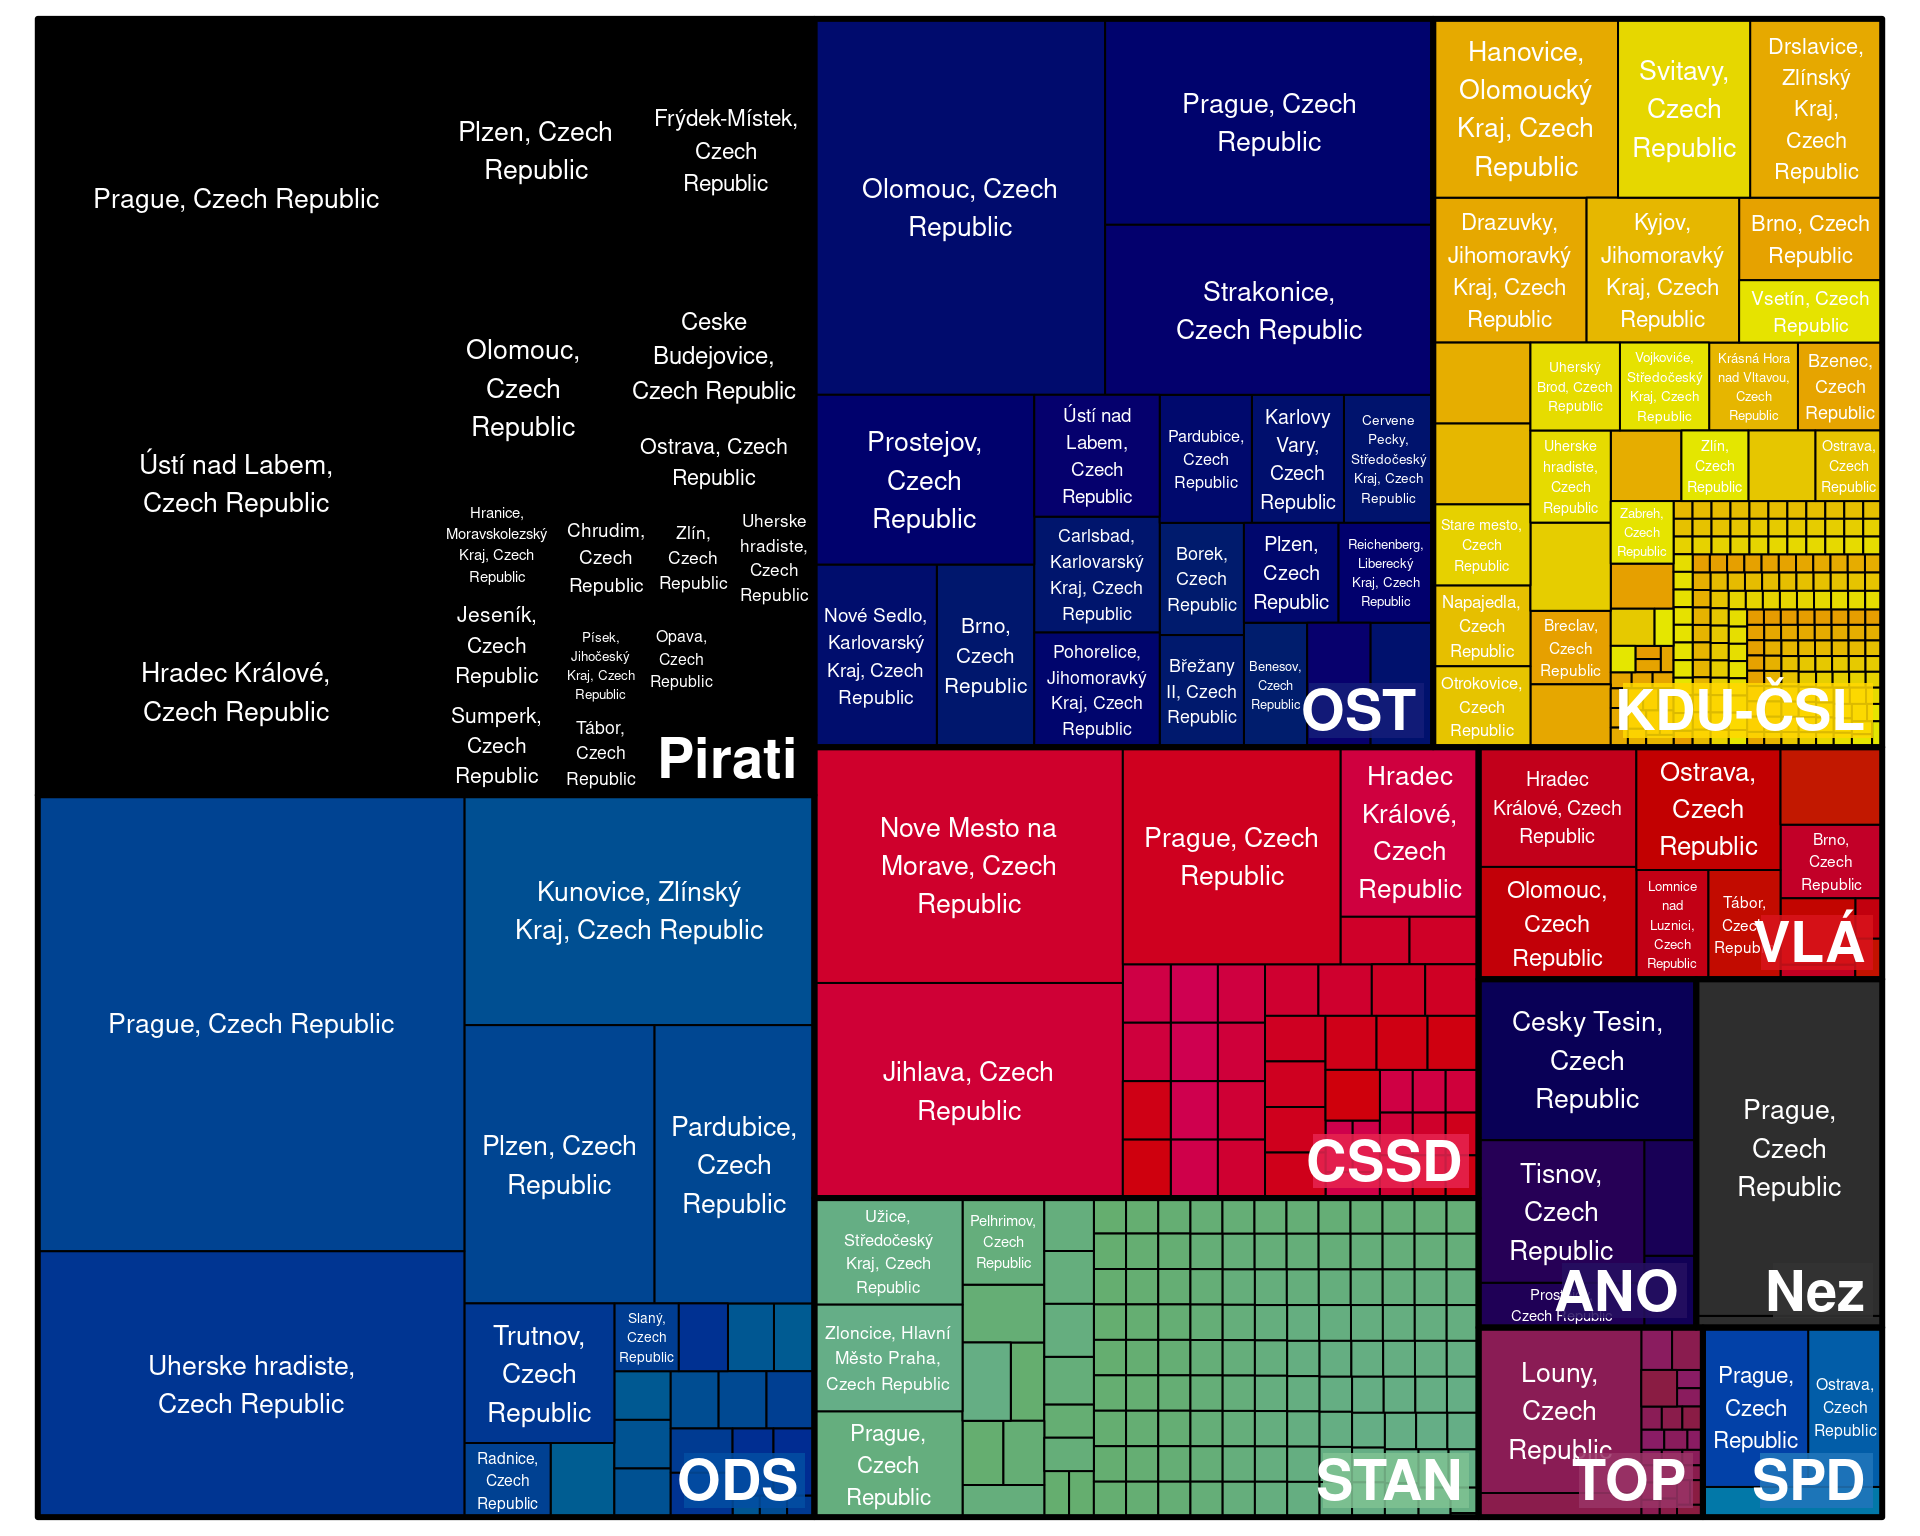 Prague, Czech Republic
Plzen, Czech
Republic
Frýdek-Místek,
Czech
Republic
Ústí nad Labem,
Czech Republic
Olomouc,
Czech
Republic
Ceske
Budejovice,
Czech Republic
Ostrava, Czech
Republic
Hradec Králové,
Czech Republic
Hranice,
Moravskolezský
Kraj, Czech
Republic
Chrudim,
Czech
Republic
Zlín,
Czech
Republic
Uherske
hradiste,
Czech
Republic
Jeseník,
Czech
Republic
Písek,
Jihočeský
Kraj, Czech
Republic
Opava,
Czech
Republic
Sumperk,
Czech
Republic
Tábor,
Czech
Republic
Pirati
Prague, Czech Republic
Kunovice, Zlínský
Kraj, Czech Republic
Plzen, Czech
Republic
Pardubice,
Czech
Republic
Uherske hradiste,
Czech Republic
Trutnov,
Czech
Republic
Slaný,
Czech
Republic
Radnice,
Czech
Republic
ODS
Olomouc, Czech
Republic
Prague, Czech
Republic
Strakonice,
Czech Republic
Prostejov,
Czech
Republic
Ústí nad
Labem,
Czech
Republic
Pardubice,
Czech
Republic
Karlovy
Vary,
Czech
Republic
Cervene
Pecky,
Středočeský
Kraj, Czech
Republic
Nové Sedlo,
Karlovarský
Kraj, Czech
Republic
Brno,
Czech
Republic
Carlsbad,
Karlovarský
Kraj, Czech
Republic
Pohorelice,
Jihomoravký
Kraj, Czech
Republic
Borek,
Czech
Republic
Plzen,
Czech
Republic
Reichenberg,
Liberecký
Kraj, Czech
Republic
Břežany
II, Czech
Republic
Benesov,
Czech
Republic
OST
Hanovice,
Olomoucký
Kraj, Czech
Republic
Svitavy,
Czech
Republic
Drslavice,
Zlínský
Kraj,
Czech
Republic
Drazuvky,
Jihomoravký
Kraj, Czech
Republic
Kyjov,
Jihomoravký
Kraj, Czech
Republic
Brno, Czech
Republic
Vsetín, Czech
Republic
Uherský
Brod, Czech
Republic
Vojkoviće,
Středočeský
Kraj, Czech
Republic
Krásná Hora
nad Vltavou,
Czech
Republic
Bzenec,
Czech
Republic
Uherske
hradiste,
Czech
Republic
Zlín,
Czech
Republic
Ostrava,
Czech
Republic
Stare mesto,
Czech
Republic
Zabreh,
Czech
Republic
Napajedla,
Czech
Republic
Breclav,
Czech
Republic
Otrokovice,
Czech
Republic
KDU-ČSL
Nove Mesto na
Morave, Czech
Republic
Prague, Czech
Republic
Hradec
Králové,
Czech
Republic
Jihlava, Czech
Republic
CSSD
Hradec
Králové, Czech
Republic
Ostrava,
Czech
Republic
Brno,
Czech
Republic
Olomouc,
Czech
Republic
Lomnice
nad
Luznici,
Czech
Republic
Tábor,
Czech
Republic
VLÁ
Cesky Tesin,
Czech
Republic
Tisnov,
Czech
Republic
Czech Republic
ANO
Prague,
Czech
Republic
Nez
Užice,
Středočeský
Kraj, Czech
Republic
Pelhrimov,
Czech
Republic
Zloncice, Hlavní
Město Praha,
Czech Republic
Prague,
Czech
Republic
STAN
Louny,
Czech
Republic
TOP
Prague,
Czech
Republic
Ostrava,
Czech
Republic
SPD